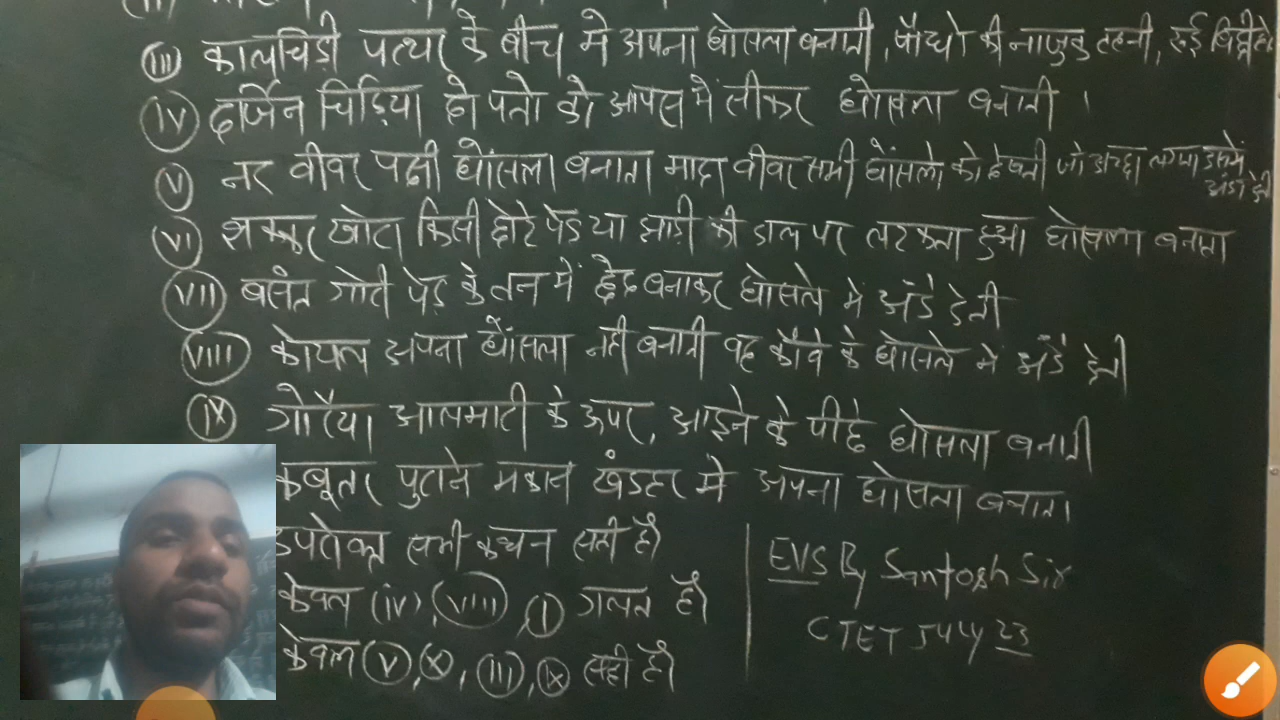 (iii) कालचिड़ी पत्थर के बीच मे अपना घोसला बनाती, पौधो की नाजुक टहनी, रूई बिछी हो
(iv) दर्जिन चिड़िया दो पतो को आपस में सीकर घोसला बनाती ।
(v) नर वीवर पक्षी घोंसला बनाता मादा वीवर सभी घोंसलो को देखती जो अच्छा लगता उसमें
अंडा देती
(vi) शक्कर खोरा किसी छोटे पेड़ या झाड़ी की डाल पर लटकता हुआ घोसला बनाता
(vii) बसंत गौरी पेड़ के तने में छेद बनाकर घोसले में अंडे देती
(viii) कोयल अपना घोंसला नही बनाती वह कौवे के घोसले मे अंडे देती
(ix) गौरैया आलमारी के ऊपर, आइने के पीछे घोसला बनाती
कबूतर पुराने मकान खंडहर मे अपना घोसला बनाता
उपरोक्त सभी कथन सही है।
केवल (iv), (viii), (i) गलत है।
केवल (v), (x), (iii), (ix) सही है।
EVS By Santosh Sir
CTET July 23